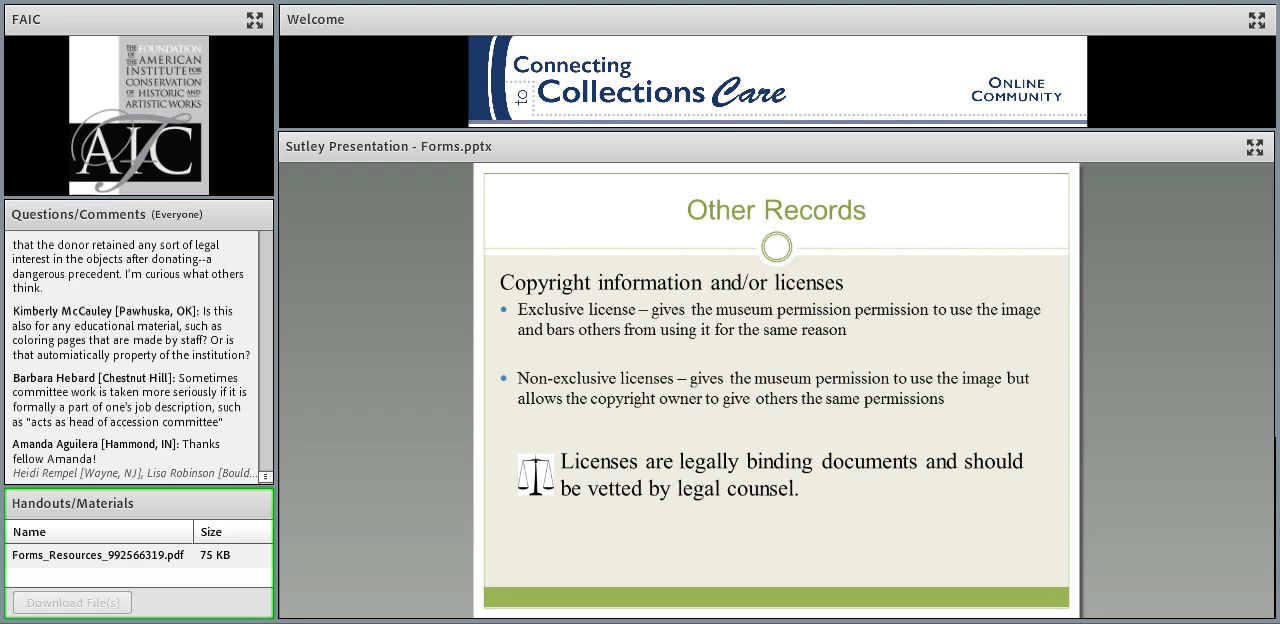 FAIC
THE FOUNDATION
OF THE AMERICAN
INSTITUTE FOR
CONSERVATION
OF HISTORIC AND
ARTISTIC WORKS
AIC
Questions/Comments (Everyone)
that the donor retained any sort of legal
interest in the objects after donating--a
dangerous precedent. I'm curious what others
think.
Kimberly McCauley [Pawhuska, OK]: Is this
also for any educational material, such as
coloring pages that are made by staff? Or is
that automiatically property of the institution?
Barbara Hebard [Chestnut Hill]: Sometimes
committee work is taken more seriously if it is
formally a part of one's job description, such
as "acts as head of accession committee"
Amanda Aguilera [Hammond, IN]: Thanks
fellow Amanda!
Heidi Rempel [Wayne, NJ], Lisa Robinson [Bould...
Handouts/Materials
Name Size
Forms_Resources_992566319.pdf 75 KB
Download File(s)
Welcome
Connecting
to Collections Care
ONLINE
COMMUNITY
Sutley Presentation - Forms.pptx
Other Records
Copyright information and/or licenses
• Exclusive license – gives the museum permission permission to use the image
and bars others from using it for the same reason
• Non-exclusive licenses – gives the museum permission to use the image but
allows the copyright owner to give others the same permissions
Licenses are legally binding documents and should
be vetted by legal counsel.